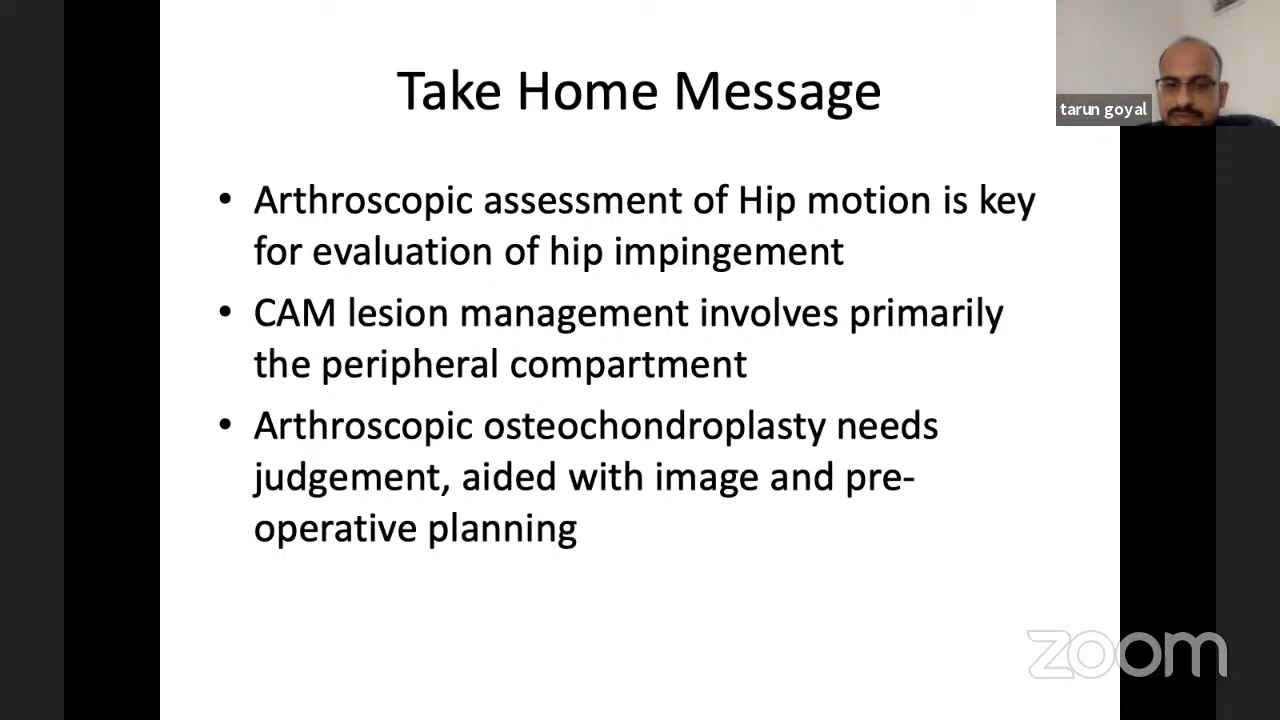 Take Home Message
tarun goyal
• Arthroscopic assessment of Hip motion is key
for evaluation of hip impingement
• CAM lesion management involves primarily
the peripheral compartment
• Arthroscopic osteochondroplasty needs
judgement, aided with image and pre-
operative planning
zoom